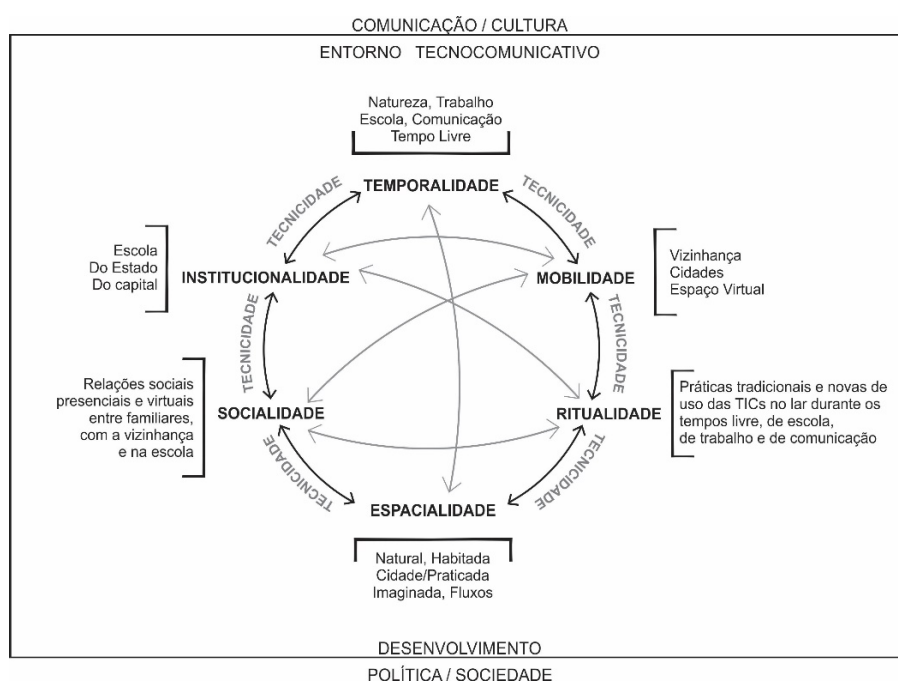 COMUNICAÇÃO / CULTURA
ENTORNO TECNOCOMUNICATIVO
Natureza, Trabalho
Escola, Comunicação
Tempo Livre
TEMPORALIDADE
TECNICIDADE
TECNICIDADE
Escola
Do Estado
Do capital
INSTITUCIONALIDADE
MOBILIDADE
Vizinhança
Cidades
Espaço Virtual
TECNICIDADE
TECNICIDADE
Relações sociais
presenciais e virtuais
entre familiares,
com a vizinhança
e na escola
SOCIALIDADE
RITUALIDADE
Práticas tradicionais e novas de
uso das TICs no lar durante os
tempos livre, de escola,
de trabalho e de comunicação
TECNICIDADE
TECNICIDADE
ESPACIALIDADE
Natural, Habitada
Cidade/Praticada
Imaginada, Fluxos
DESENVOLVIMENTO
POLÍTICA / SOCIEDADE